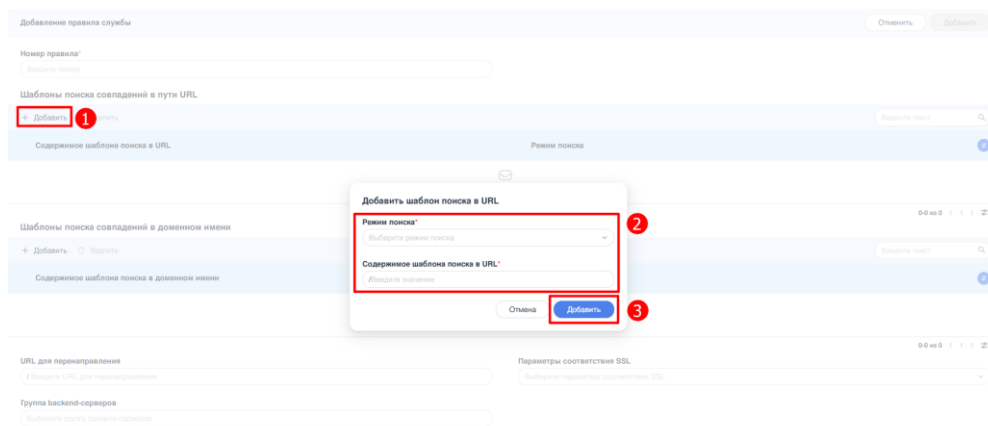 Добавление правила службы
Отменить
Добавить
Номер правила*
Введите номер
Шаблоны поиска совпадений в пути URL
+ Добавить
1
Удалить
Введите текст
Содержимое шаблона поиска в URL
Режим поиска
Добавить шаблон поиска в URL
0-0 из 0 < 1 >
Режим поиска*
2
Выберите режим поиска
Шаблоны поиска совпадений в доменном имени
+ Добавить
Удалить
Введите текст
Содержимое шаблона поиска в URL*
Содержимое шаблона поиска в доменном имени
/Введите значение
Отмена
Добавить
3
0-0 из 0 < 1 >
URL для перенаправления
Параметры соответствия SSL
/ Введите URL для перенаправления
Выберите параметры соответствия SSL
Группа backend-серверов
Выберите группу backend-серверов